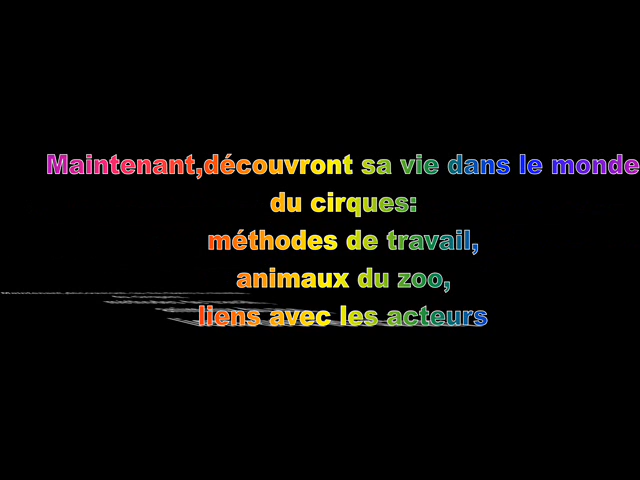 Maintenant,découvront sa vie dans le monde
du cirques:
méthodes de travail,
animaux du zoo,
liens avec les acteurs